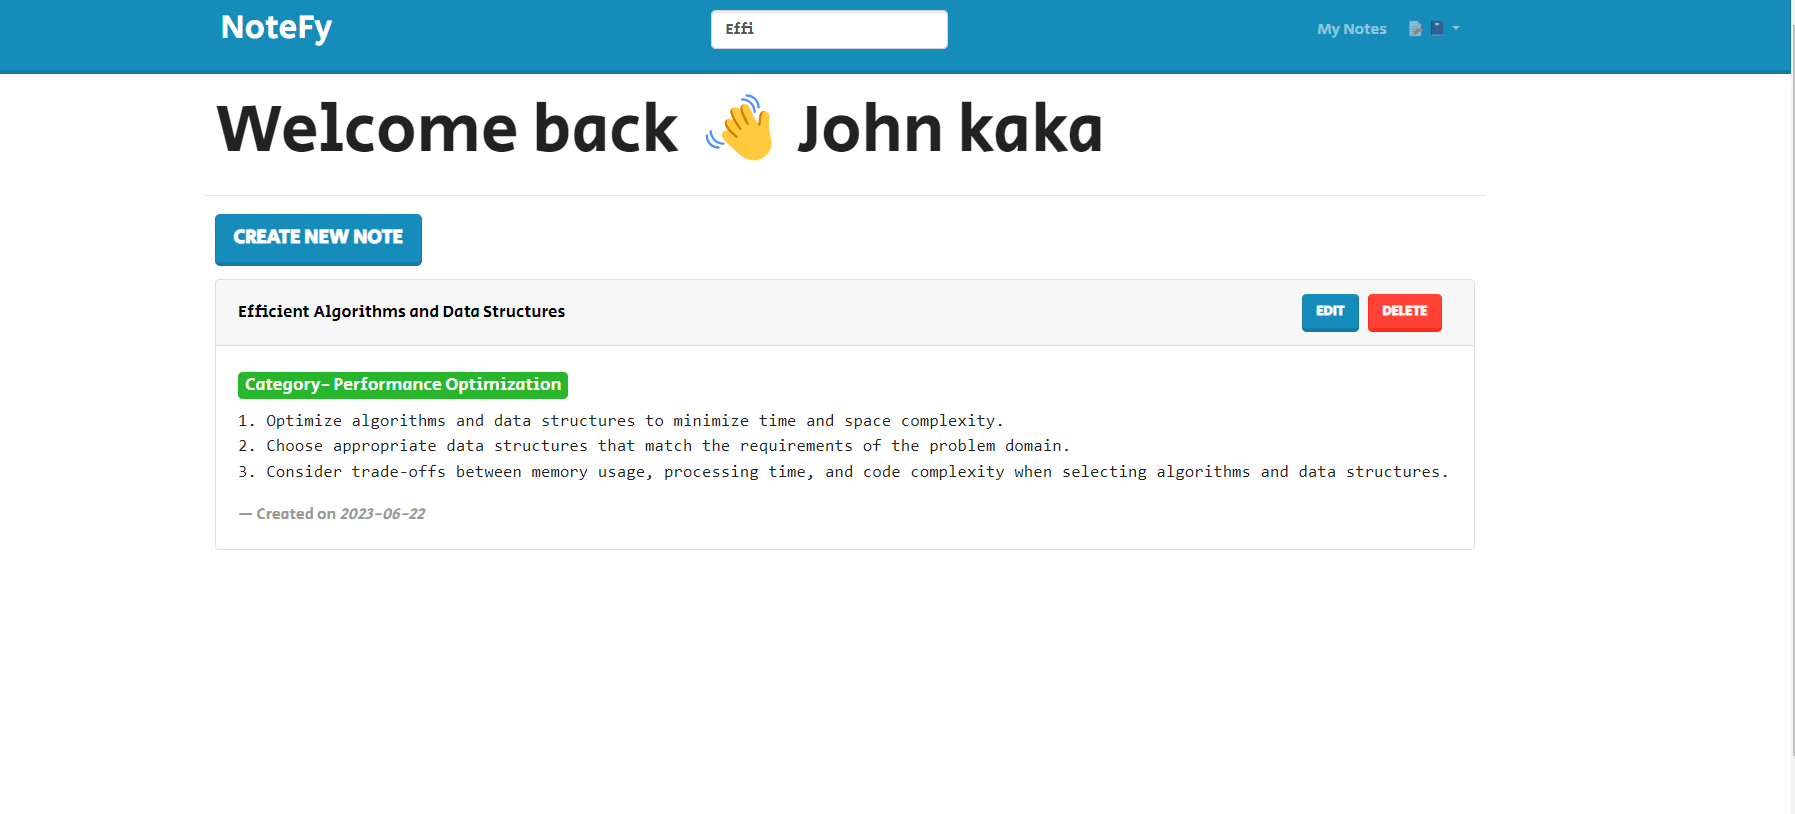 NoteFy
Effi
My Notes
Welcome back 👋 John kaka
CREATE NEW NOTE
Efficient Algorithms and Data Structures
EDIT
DELETE
Category- Performance Optimization
1. Optimize algorithms and data structures to minimize time and space complexity.
2. Choose appropriate data structures that match the requirements of the problem domain.
3. Consider trade-offs between memory usage, processing time, and code complexity when selecting algorithms and data structures.
— Created on 2023-06-22